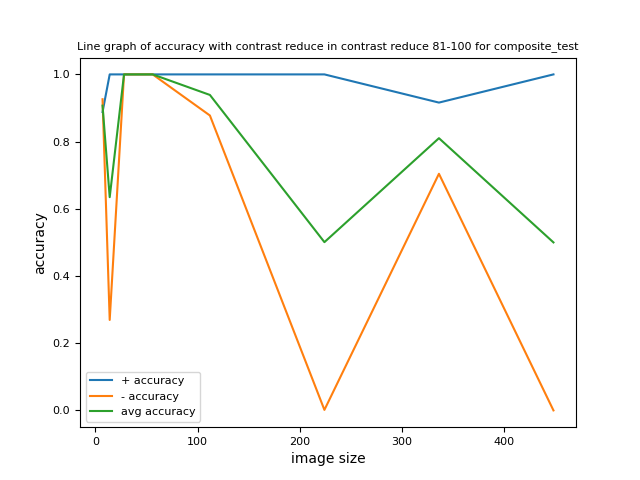 Line graph of accuracy with contrast reduce in contrast reduce 81-100 for composite_test
1.0
0.8
0.6
0.4
0.2
0.0
accuracy
+ accuracy
- accuracy
avg accuracy
0 100 200 300 400
image size